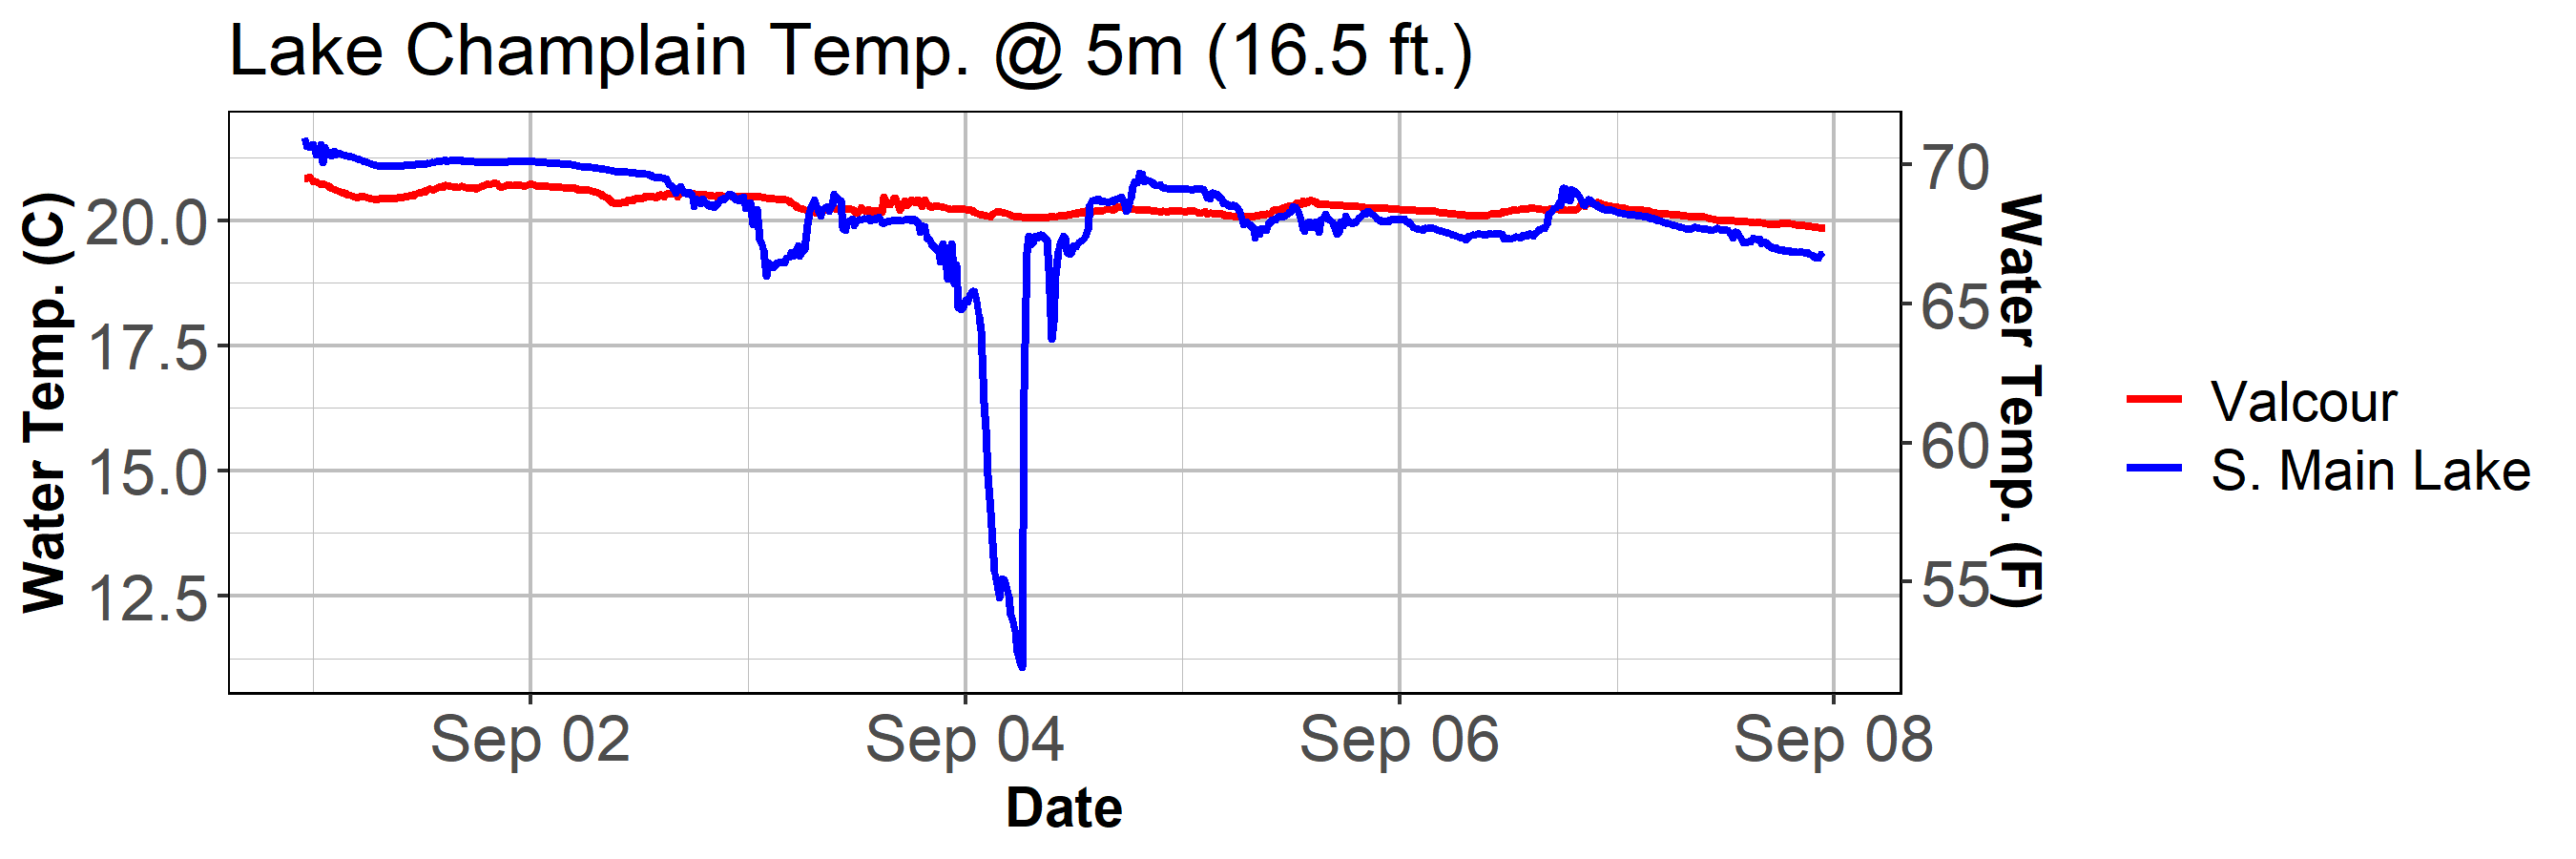 Lake Champlain Temp. @ 5m (16.5 ft.)
Water Temp. (C)
20.0
17.5
15.0
12.5
70
65
60
55
Water Temp. (F)
Sep 02
Sep 04
Sep 06
Sep 08
Date
Valcour
S. Main Lake